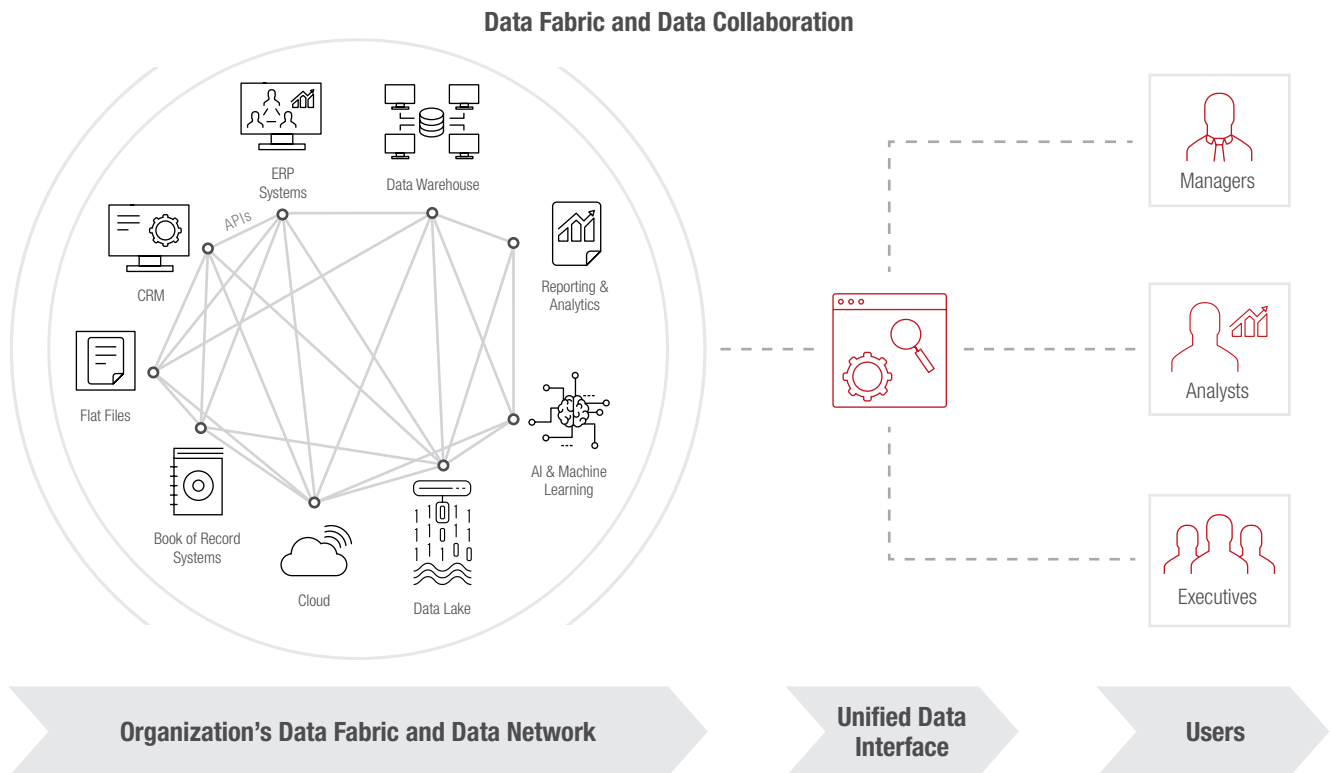 Data Fabric and Data Collaboration
ERP
Systems
Data Warehouse
APIs
CRM
Reporting &
Analytics
Flat Files
AI & Machine
Learning
Book of Record
Systems
Cloud
Data Lake
Managers
Analysts
Executives
Organization's Data Fabric and Data Network
Unified Data
Interface
Users